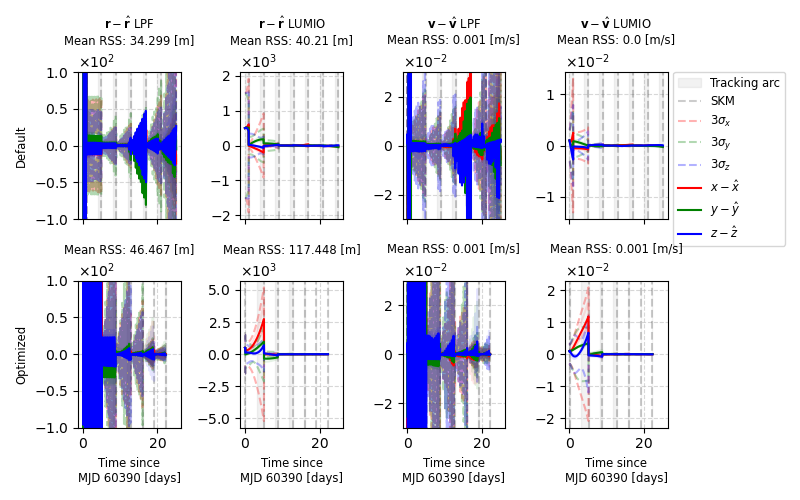 r − r̂ LPF
Mean RSS: 34.299 [m]
r − r̂ LUMIO
Mean RSS: 40.21 [m]
v − v̂ LPF
Mean RSS: 0.001 [m/s]
v − v̂ LUMIO
Mean RSS: 0.0 [m/s]
×10²
×10³
×10⁻²
×10⁻²
Default
1.0
0.5
0.0
−0.5
−1.0
2
1
0
−1
−2
2
0
−2
1
0
−1
Tracking arc
SKM
3σₓ
3σ_y
3σ_z
x − x̂
y − ŷ
z − ẑ
Mean RSS: 46.467 [m]
Mean RSS: 117.448 [m]
Mean RSS: 0.001 [m/s]
Mean RSS: 0.001 [m/s]
×10²
×10³
×10⁻²
×10⁻²
Optimized
1.0
0.5
0.0
−0.5
−1.0
5.0
2.5
0.0
−2.5
−5.0
2
0
−2
2
1
0
−1
−2
0 20
0 20
0 20
0 20
Time since
MJD 60390 [days]
Time since
MJD 60390 [days]
Time since
MJD 60390 [days]
Time since
MJD 60390 [days]